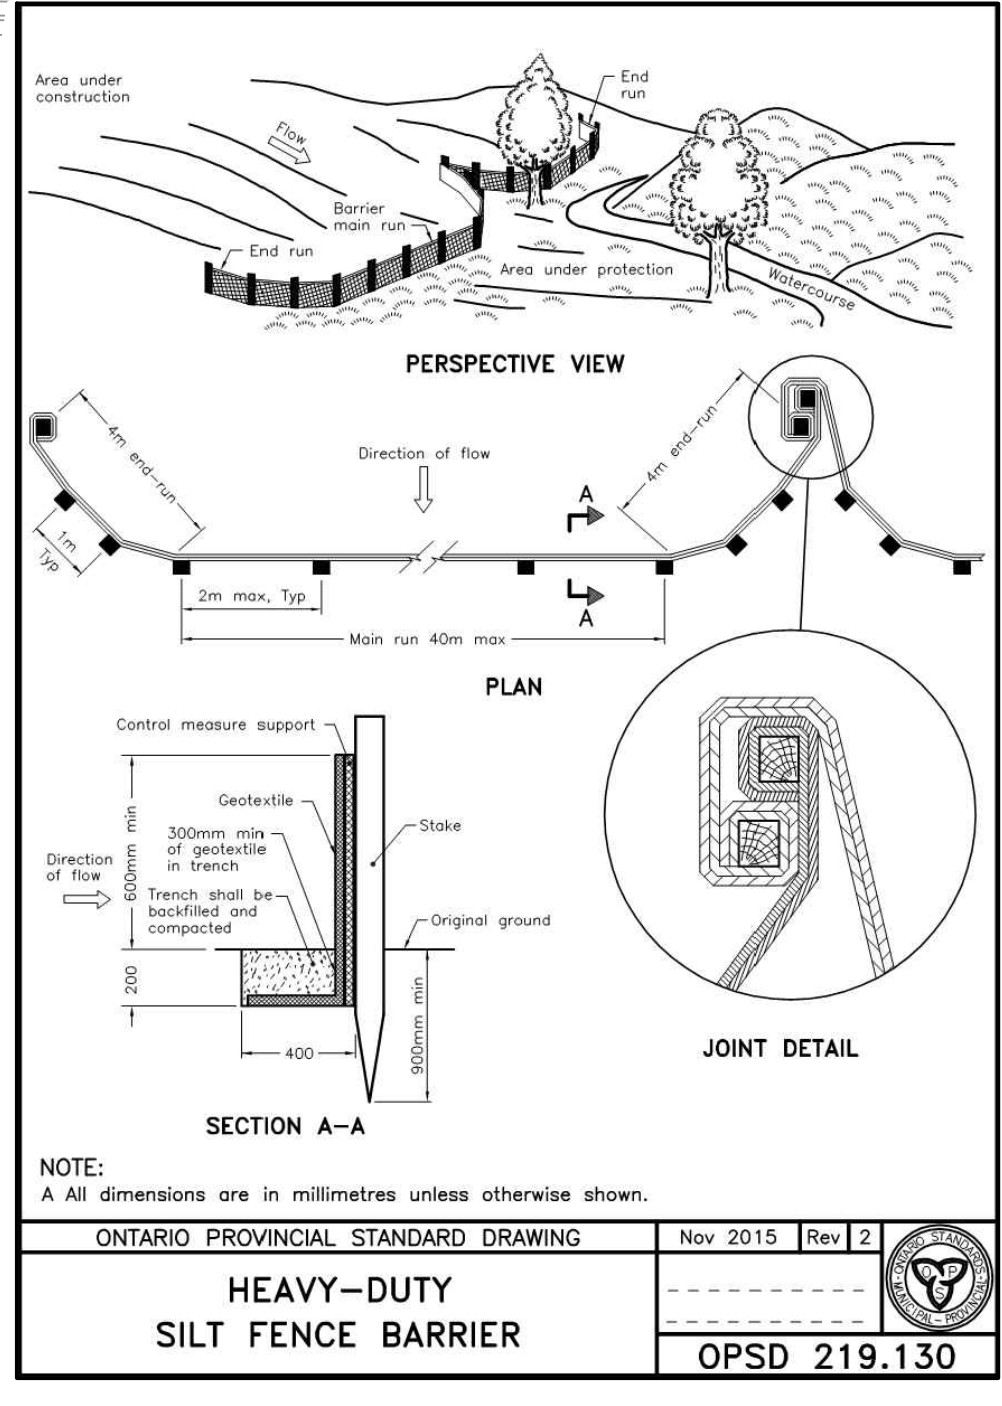 Area under
construction
Flow
End
run
Barrier
main run
End run
Area under protection
Watercourse
PERSPECTIVE VIEW
4m end-run
Direction of flow
4m end-run
A
1m
Typ
2m max, Typ
A
Main run 40m max
PLAN
Control measure support
Geotextile
300mm min
of geotextile
in trench
Stake
600mm min
Direction
of flow
Trench shall be
backfilled and
compacted
Original ground
200
400
900mm min
JOINT DETAIL
SECTION A-A
NOTE:
A All dimensions are in millimetres unless otherwise shown.
ONTARIO PROVINCIAL STANDARD DRAWING
Nov 2015
Rev
2
HEAVY-DUTY
SILT FENCE BARRIER
ONTARIO STANDARDS
MUNICIPAL - PROVINCIAL
O P
S
OPSD 219.130